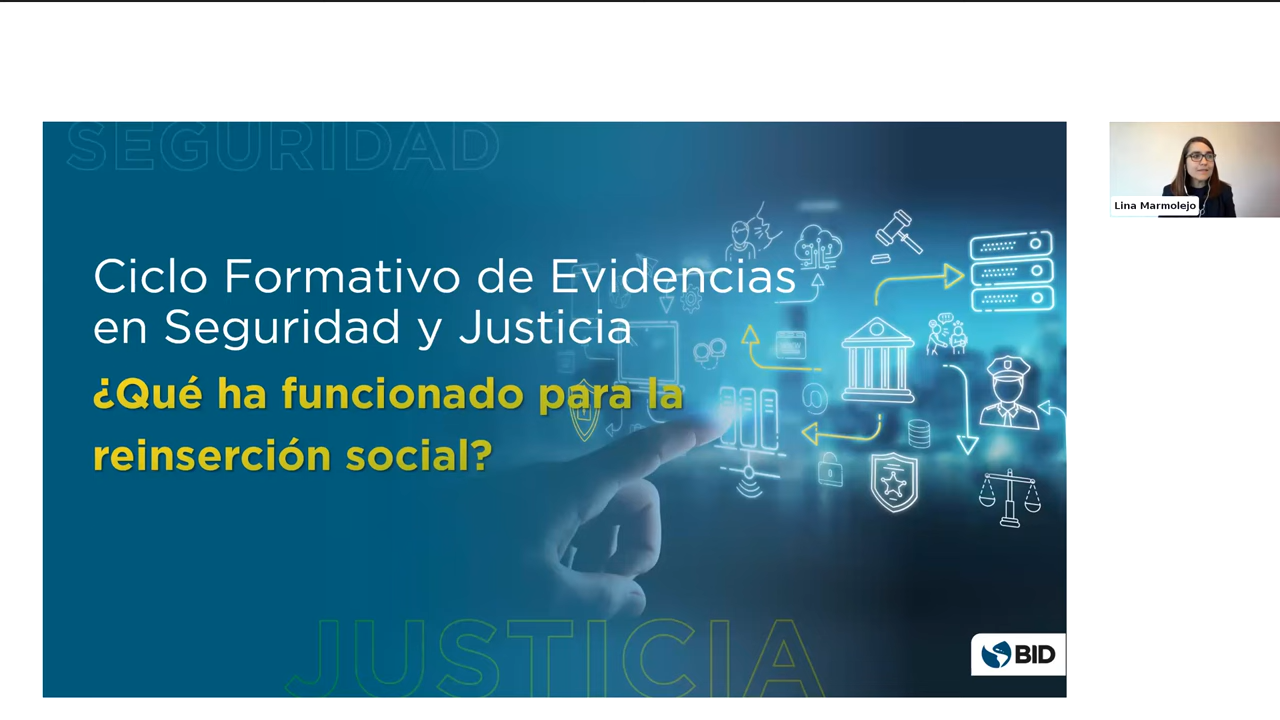 SEGURIDAD
Ciclo Formativo de Evidencias
en Seguridad y Justicia
¿Qué ha funcionado para la
reinserción social?
JUSTICIA
BID
Lina Marmolejo